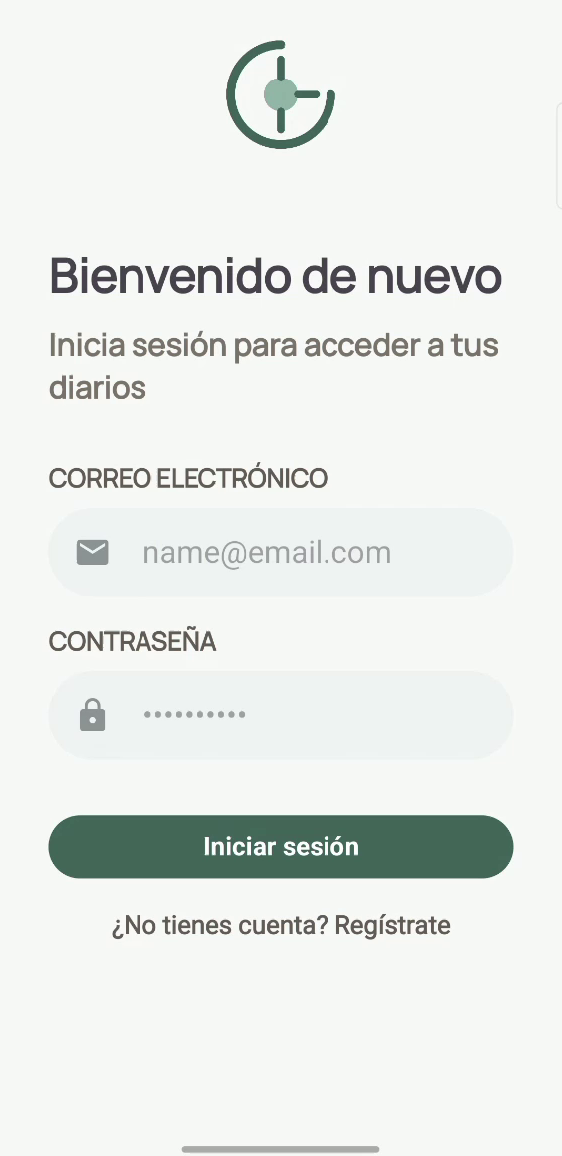 Bienvenido de nuevo
Inicia sesión para acceder a tus
diarios
CORREO ELECTRÓNICO
name@email.com
CONTRASEÑA
••••••••••
Iniciar sesión
¿No tienes cuenta? Regístrate